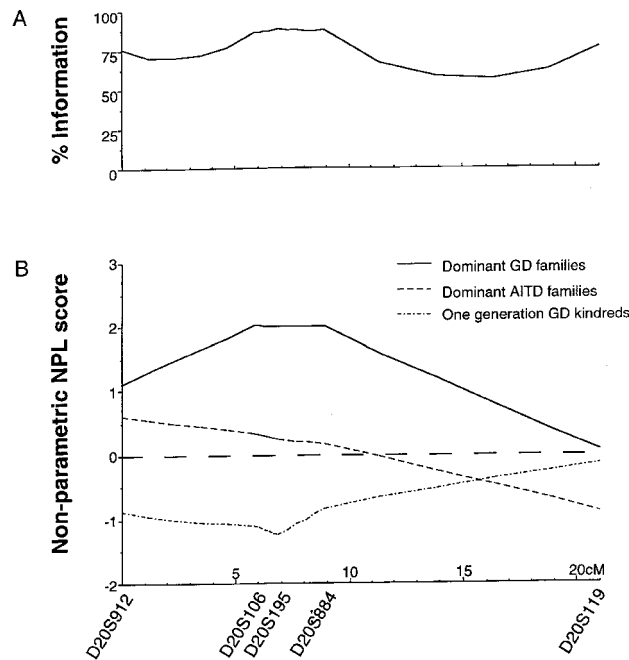 A
% Information
100
75
50
25
0
B
Non-parametric NPL score
3
2
1
0
-1
-2
Dominant GD families
Dominant AITD families
One generation GD kindreds
5
10
15
20cM
D20S912
D20S106
D20S195
D20S884
D20S119